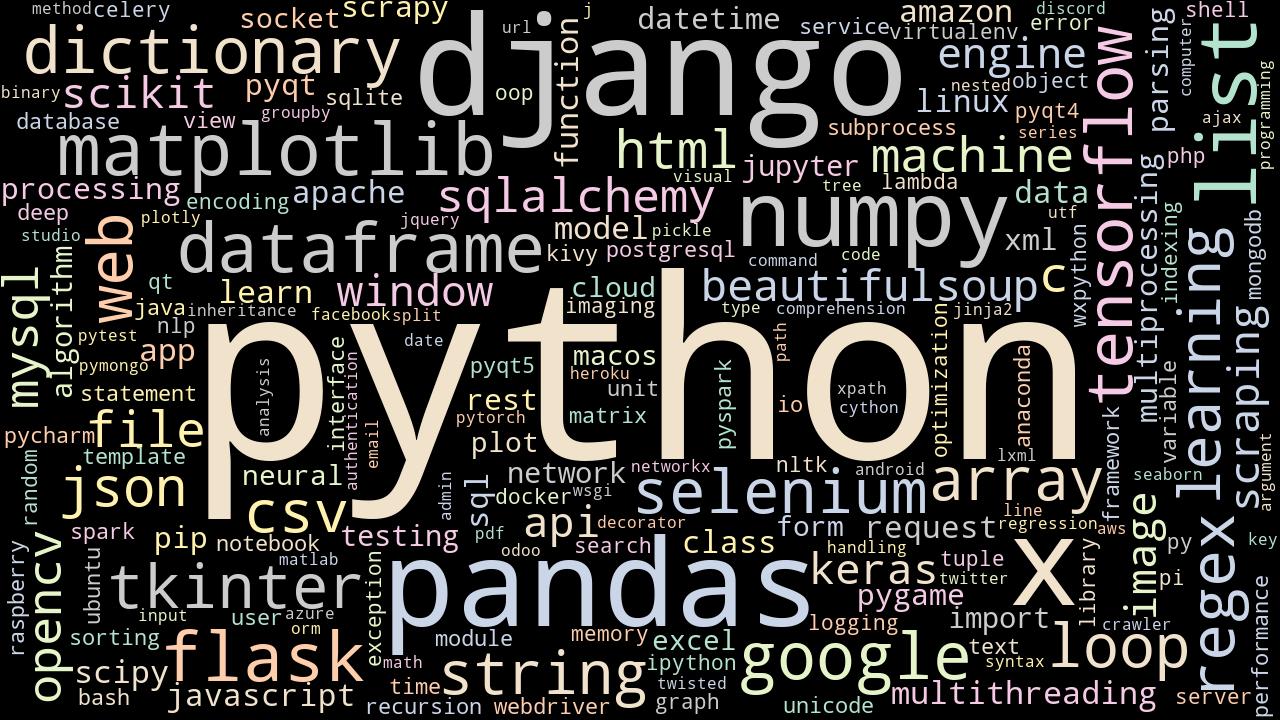 method
celery
socket
scrapy
j
datetime
amazon
discord
shell
dictionary
django
url
function
service
virtualenv
error
tensorflow
parsing
computer
list
programming
engine
binary
scikit
pyqt
sqlite
oop
nested
object
groupby
linux
pyqt4
database
view
subprocess
series
ajax
matplotlib
html
jupyter
machine
php
visual
tree
lambda
processing
encoding
apache
sqlalchemy
numpy
data
multiprocessing
deep
plotly
jquery
model
pickle
utf
xml
indexing
mongodb
studio
web
dataframe
kivy
postgresql
command
code
wxpython
learning
mysql
algorithm
qt
learn
window
cloud
beautifulsoup
c
java
inheritance
facebook
split
imaging
type
comprehension
jinja2
nlp
python
pytest
date
path
optimization
scraping
pymongo
app
analysis
interface
authentication
pyqt5
macos
heroku
unit
pyspark
xpath
anaconda
variable
statement
rest
matrix
io
cython
pycharm
file
pytorch
email
plot
framework
argument
template
lxml
random
json
neural
admin
sql
network
networkx
nltk
android
array
seaborn
docker
wsgi
selenium
csv
api
decorator
form
request
line
regression
aws
image
regex
spark
pip
notebook
testing
pdf
odoo
search
class
handling
tuple
x
library
py
key
raspberry
opencv
ubuntu
matlab
tkinter
exception
pandas
keras
twitter
pi
performance
input
user
azure
orm
pygame
import
crawler
sorting
flask
module
memory
logging
loop
excel
google
text
syntax
scipy
math
string
ipython
bash
javascript
time
twisted
multithreading
server
recursion
webdriver
graph
unicode